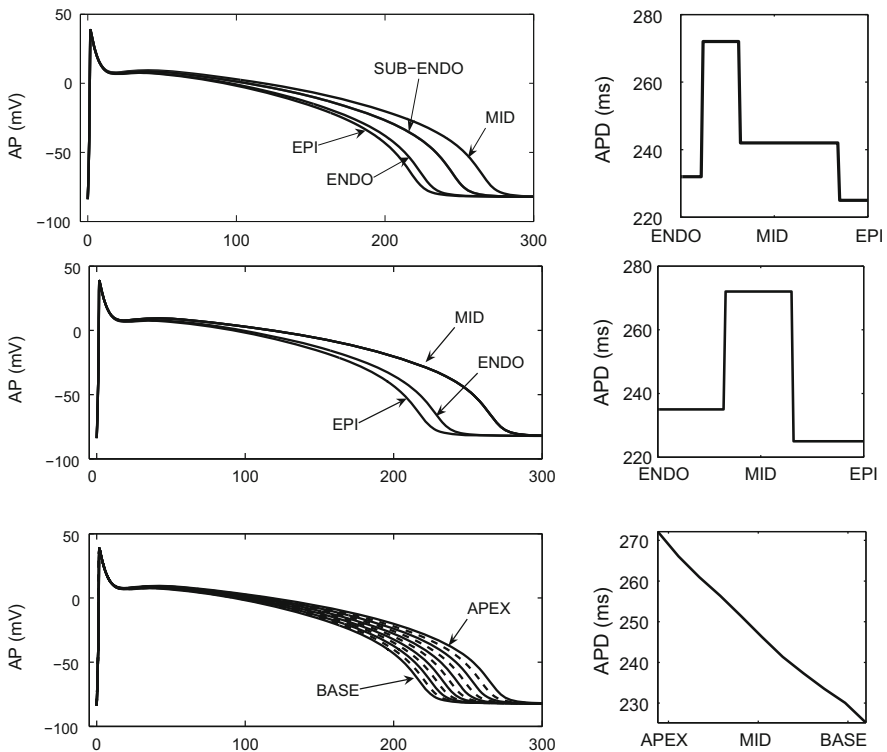 50
0
−50
−100
AP (mV)
SUB−ENDO
MID
EPI
ENDO
0
100
200
300
280
260
240
220
APD (ms)
ENDO
MID
EPI
50
0
−50
−100
AP (mV)
MID
ENDO
EPI
0
100
200
300
280
260
240
220
APD (ms)
ENDO
MID
EPI
50
0
−50
−100
AP (mV)
APEX
BASE
0
100
200
300
270
260
250
240
230
APD (ms)
APEX
MID
BASE